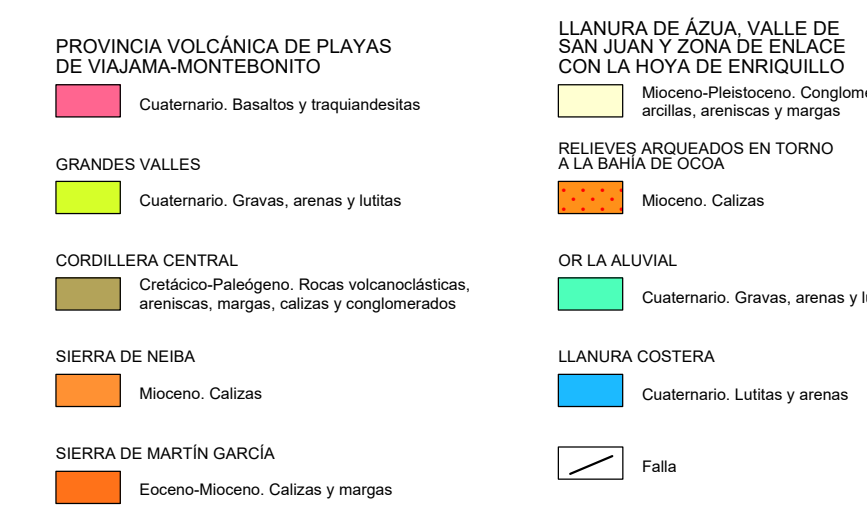 PROVINCIA VOLCÁNICA DE PLAYAS
DE VIAJAMA-MONTEBONITO
Cuaternario. Basaltos y traquiandesitas
GRANDES VALLES
Cuaternario. Gravas, arenas y lutitas
CORDILLERA CENTRAL
Cretácico-Paleógeno. Rocas volcanoclásticas,
areniscas, margas, calizas y conglomerados
SIERRA DE NEIBA
Mioceno. Calizas
SIERRA DE MARTÍN GARCÍA
Eoceno-Mioceno. Calizas y margas
LLANURA DE ÁZUA, VALLE DE
SAN JUAN Y ZONA DE ENLACE
CON LA HOYA DE ENRIQUILLO
Mioceno-Pleistoceno.
arcillas, areniscas y margas
RELIEVES ARQUEADOS EN TORNO
A LA BAHÍA DE OCOA
Mioceno. Calizas
OR LA ALUVIAL
Cuaternario. Gravas, arenas y
LLANURA COSTERA
Cuaternario. Lutitas y arenas
Falla